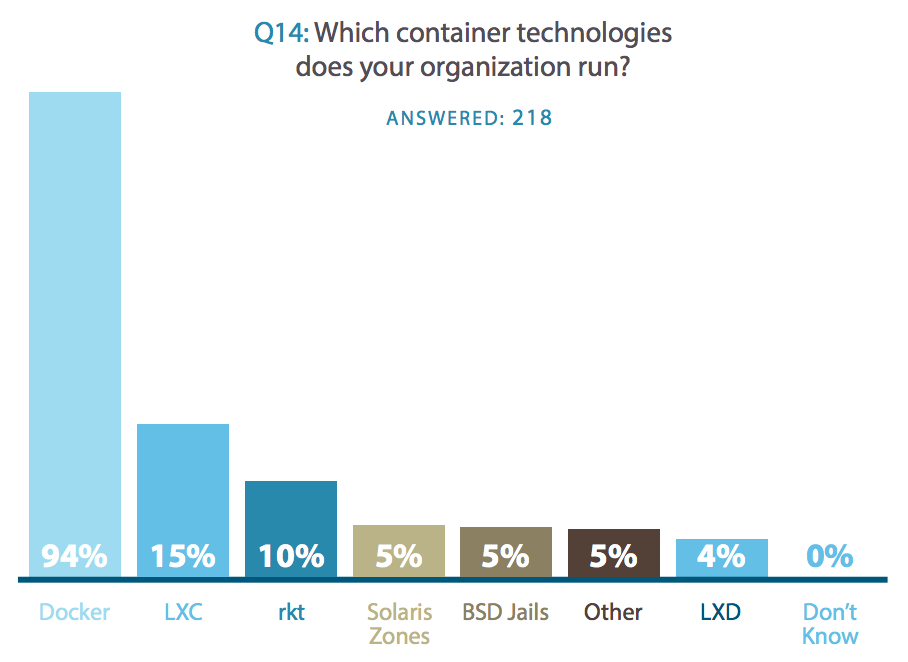 Q14: Which container technologies
does your organization run?
ANSWERED: 218
94% 15% 10% 5% 5% 5% 4% 0%
Docker LXC rkt Solaris BSD Jails Other LXD Don’t
Zones Know